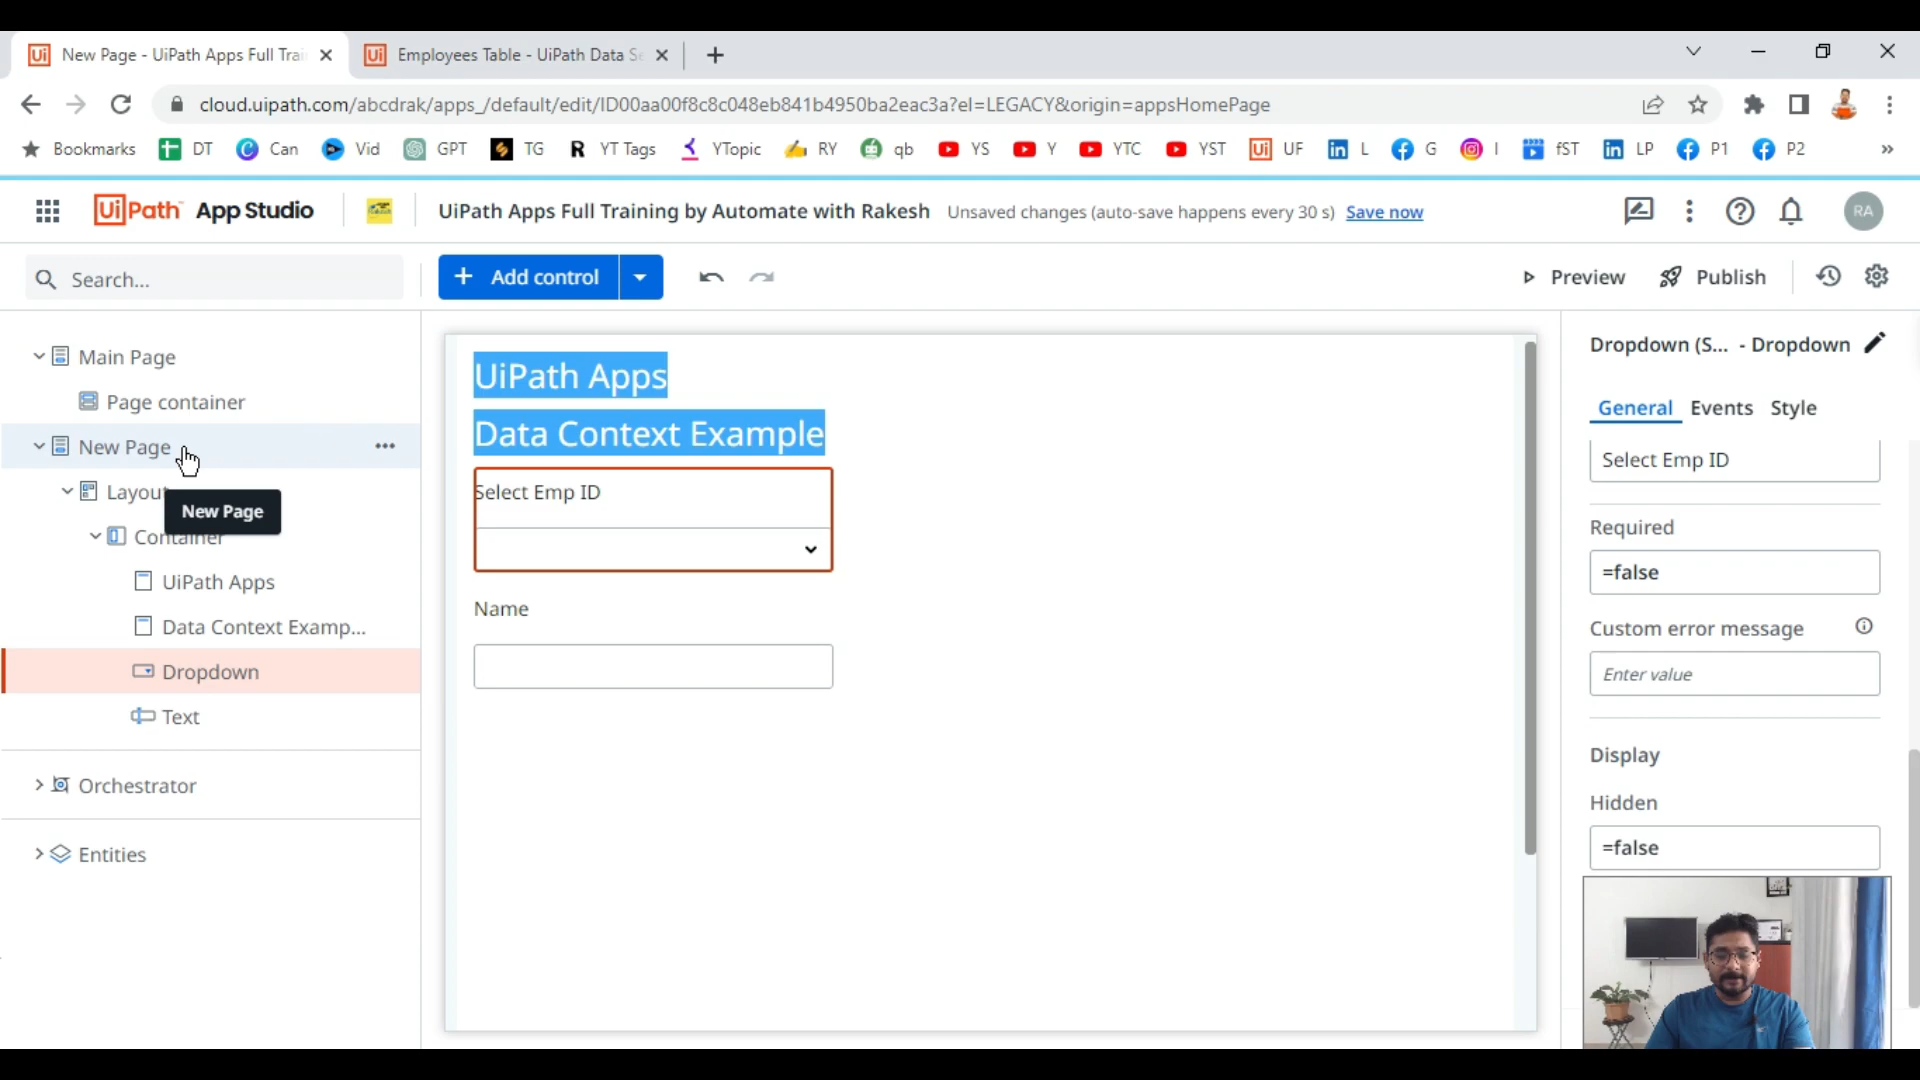 New Page - UiPath Apps Full Trai
Employees Table - UiPath Data Se
cloud.uipath.com/abcdrak/apps_/default/edit/ID00aa00f8c8c048eb841b4950ba2eac3a?el=LEGACY&origin=appsHomePage
Bookmarks DT Can Vid GPT TG YT Tags YTopic RY qb YS Y YTC YST UF L G I fST LP P1 P2 »
UiPath App Studio
UiPath Apps Full Training by Automate with Rakesh
Unsaved changes (auto-save happens every 30 s) Save now
RA
Search...
+ Add control
Preview
Publish
Main Page
Page container
New Page
Layout
New Page
Container
UiPath Apps
Data Context Examp...
Dropdown
Text
Orchestrator
Entities
UiPath Apps
Data Context Example
Select Emp ID
Name
Dropdown (S... - Dropdown
General Events Style
Select Emp ID
Required
=false
Custom error message
Enter value
Display
Hidden
=false